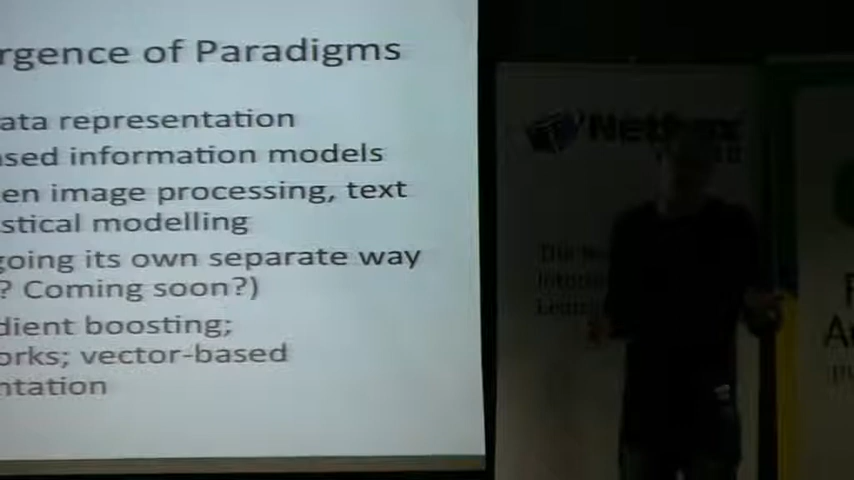 rgence of Paradigms
ata representation
ased information models
en image processing, text
stical modelling
going its own separate way
? Coming soon?)
dient boosting;
orks; vector-based
ntation